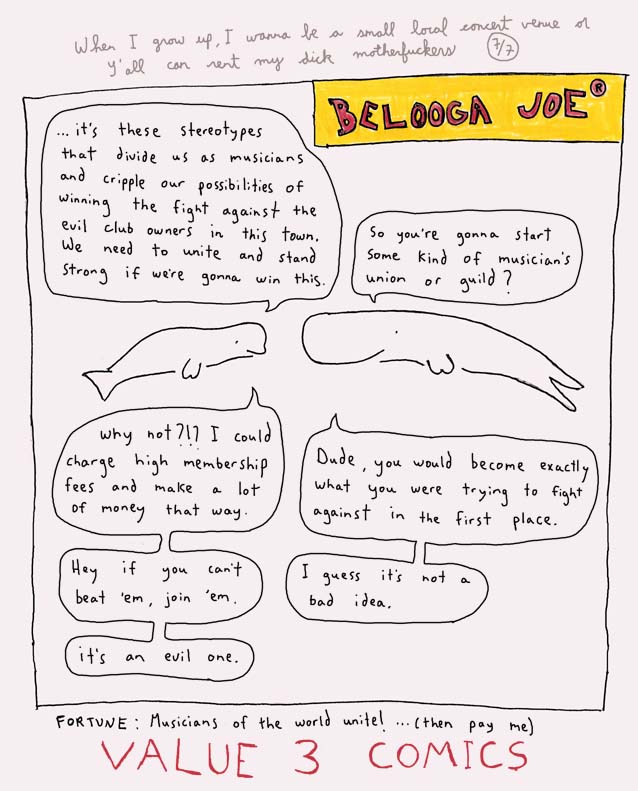 When I grow up, I wanna be a small local concert venue or
y'all can rent my dick motherfuckers 7/7
BELOOGA JOE ®
... it's these stereotypes
that divide us as musicians
and cripple our possibilities of
winning the fight against the
evil club owners in this town.
We need to unite and stand
strong if we're gonna win this.
So you're gonna start
some kind of musician's
union or guild?
why not?!? I could
charge high membership
fees and make a lot
of money that way.
Dude, you would become exactly
what you were trying to fight
against in the first place.
Hey if you can't
beat 'em, join 'em.
I guess it's not a
bad idea.
it's an evil one.
FORTUNE: Musicians of the world unite! ... (then pay me)
VALUE 3 COMICS